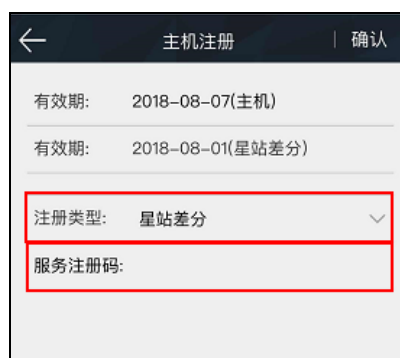 主机注册 确认
有效期: 2018-08-07(主机)
有效期: 2018-08-01(星站差分)
注册类型: 星站差分
服务注册码: